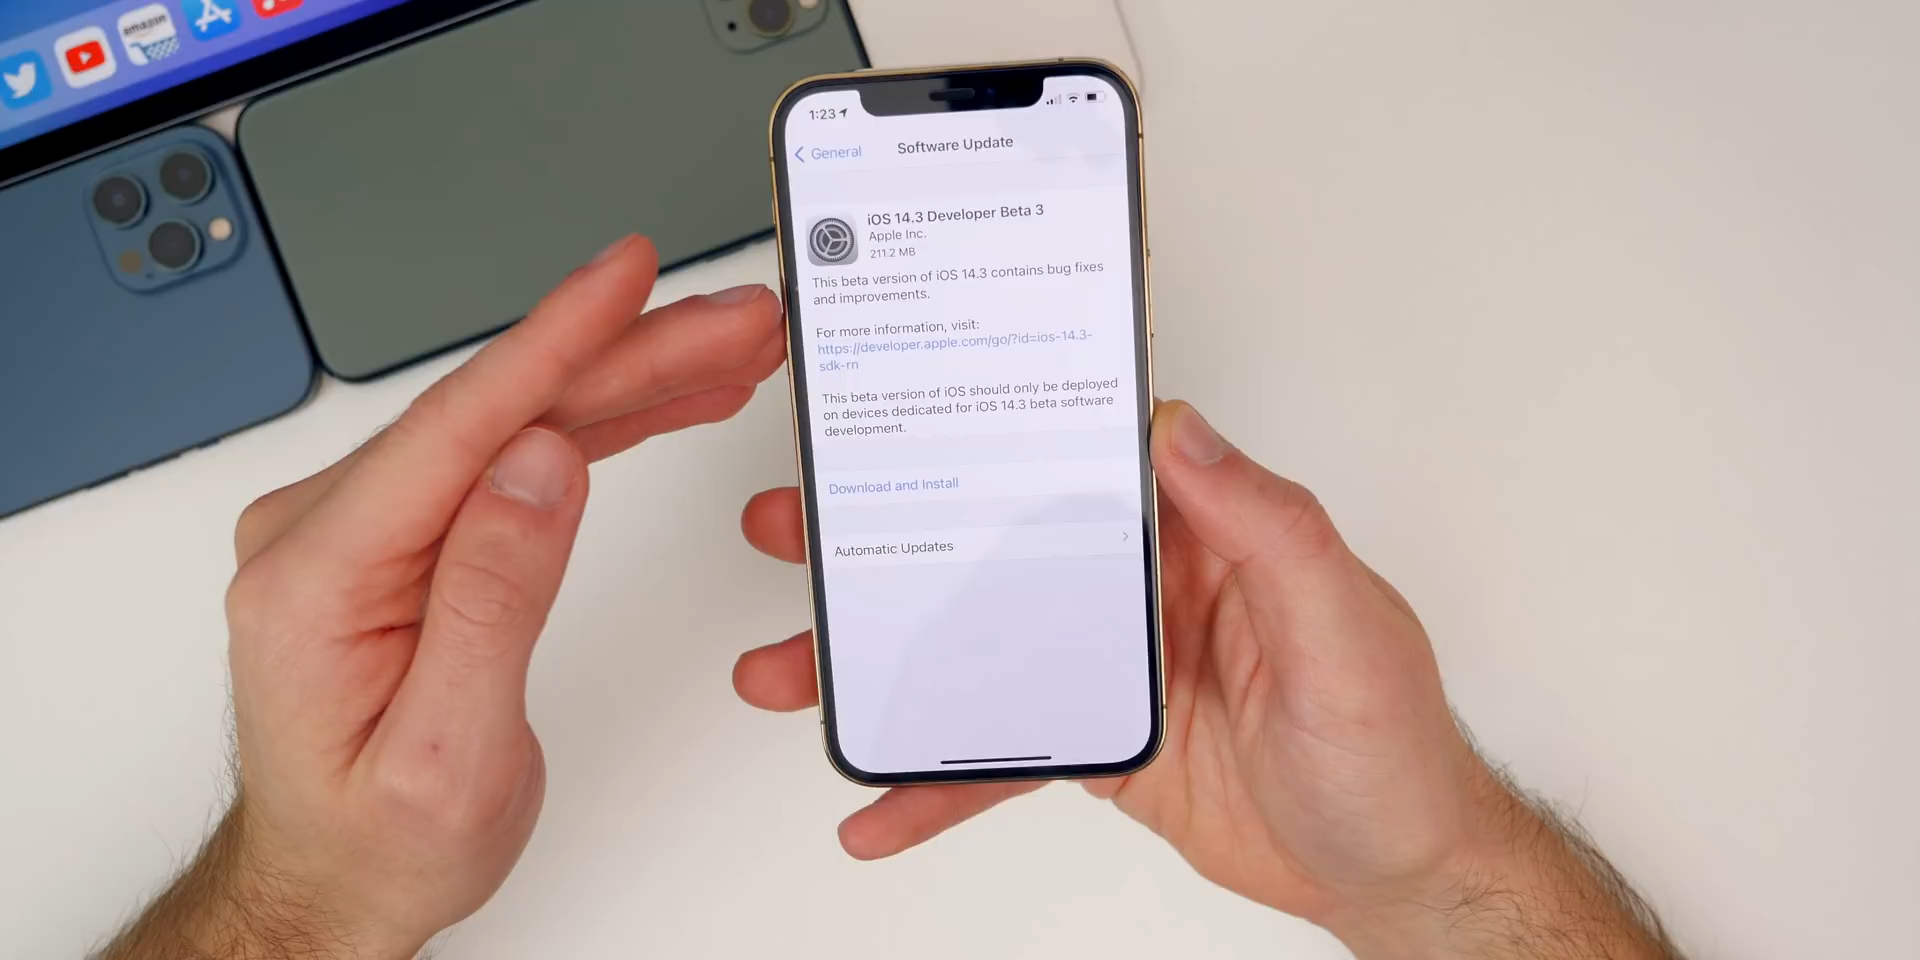 amazon
1:23
General
Software Update
iOS 14.3 Developer Beta 3
Apple Inc.
211.2 MB
This beta version of iOS 14.3 contains bug fixes
and improvements.
For more information, visit:
https://developer.apple.com/go/?id=ios-14.3-
sdk-rn
This beta version of iOS should only be deployed
on devices dedicated for iOS 14.3 beta software
development.
Download and Install
Automatic Updates